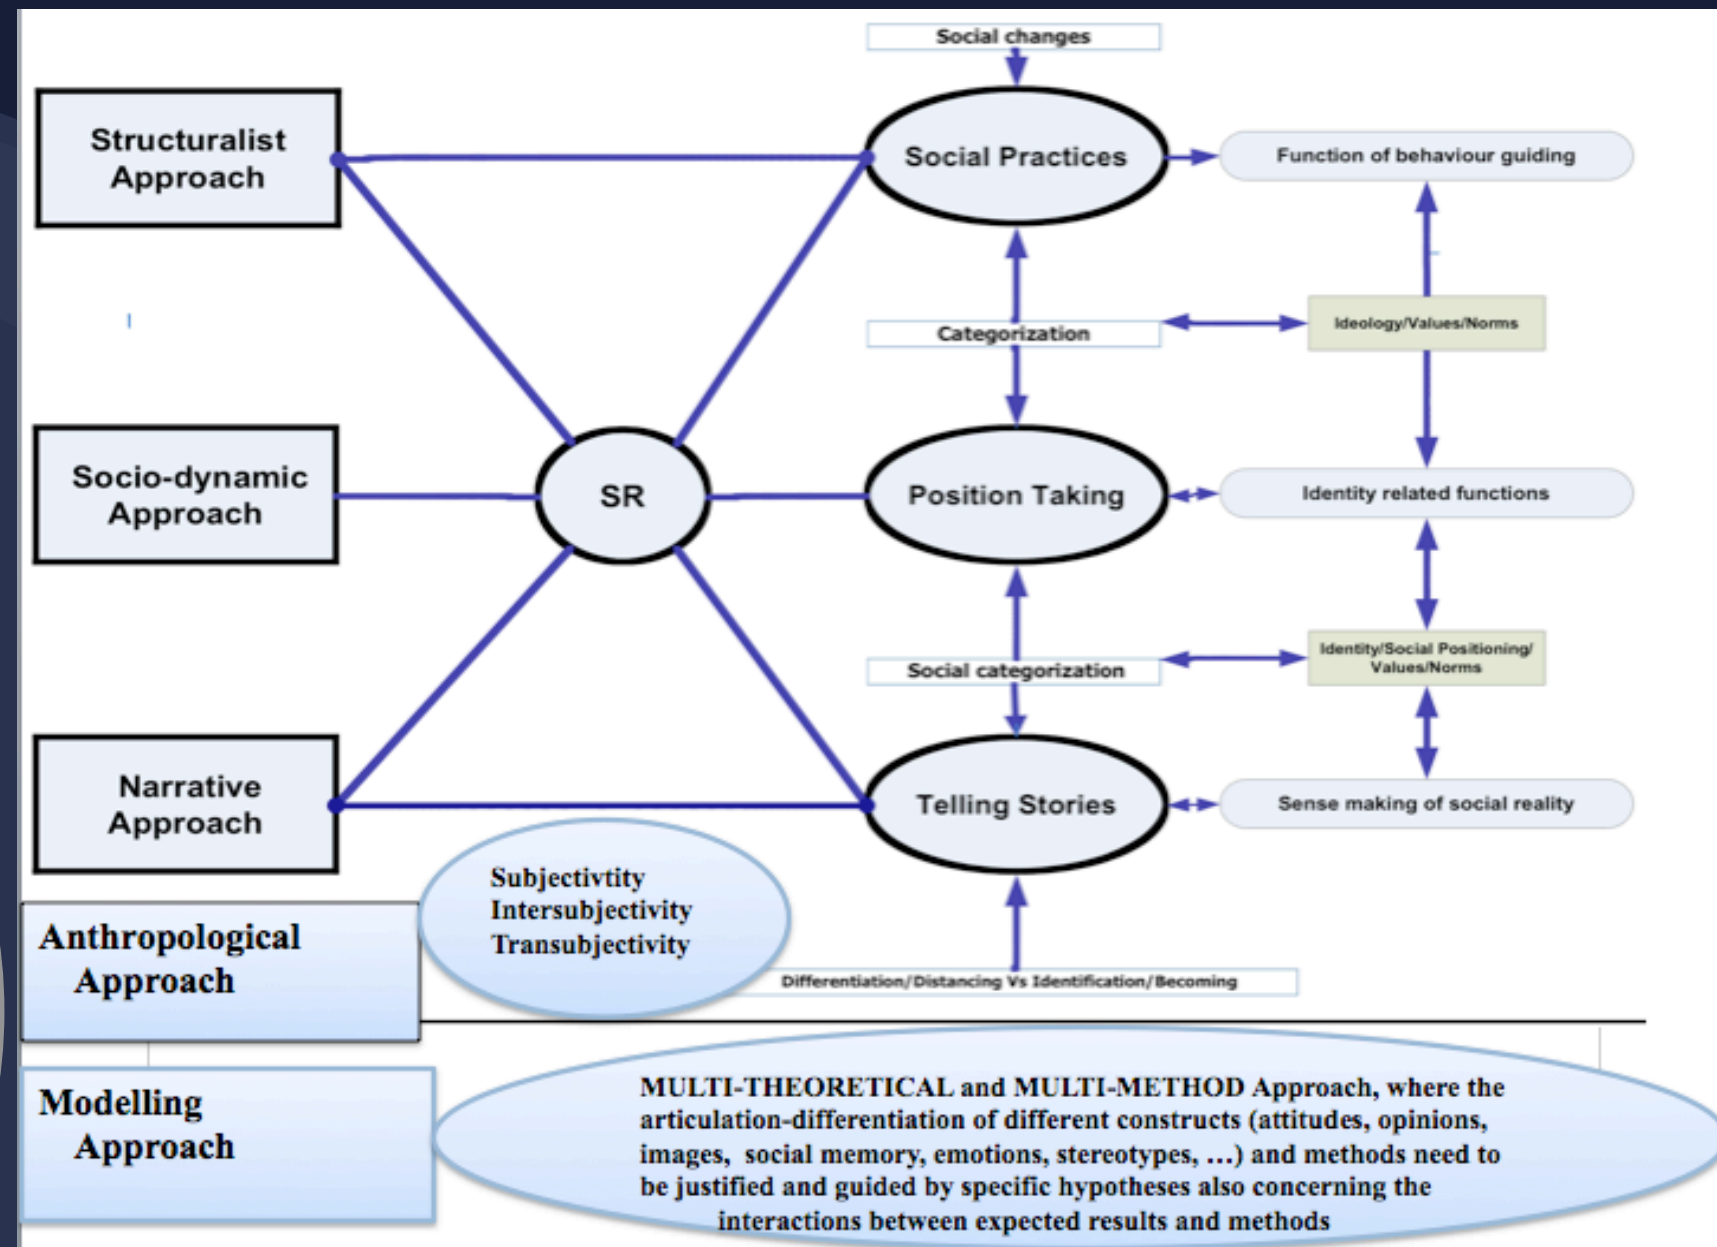 Social changes
Structuralist
Approach
Social Practices
Function of behaviour guiding
Categorization
Ideology/Values/Norms
Socio-dynamic
Approach
SR
Position Taking
Identity related functions
Social categorization
Identity/Social Positioning/
Values/Norms
Narrative
Approach
Telling Stories
Sense making of social reality
Subjectivtity
Intersubjectivity
Transubjectivity
Anthropological
Approach
Differentiation/Distancing Vs Identification/Becoming
Modelling
Approach
MULTI-THEORETICAL and MULTI-METHOD Approach, where the
articulation-differentiation of different constructs (attitudes, opinions,
images, social memory, emotions, stereotypes, ...) and methods need to
be justified and guided by specific hypotheses also concerning the
interactions between expected results and methods